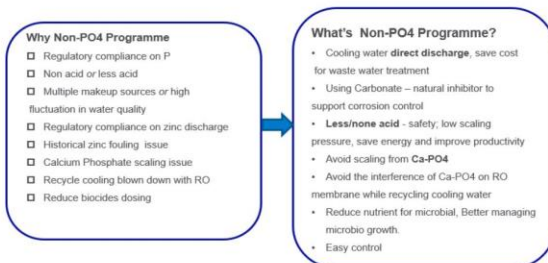 Why Non-PO4 Programme
☐ Regulatory compliance on P
☐ Non acid or less acid
☐ Multiple makeup sources or high
fluctuation in water quality
☐ Regulatory compliance on zinc discharge
☐ Historical zinc fouling issue
☐ Calcium Phosphate scaling issue
☐ Recycle cooling blown down with RO
☐ Reduce biocides dosing
What's Non-PO4 Programme?
• Cooling water direct discharge, save cost
for waste water treatment
• Using Carbonate – natural inhibitor to
support corrosion control
• Less/none acid - safety; low scaling
pressure, save energy and improve productivity
• Avoid scaling from Ca-PO4
• Avoid the interference of Ca-PO4 on RO
membrane while recycling cooling water
• Reduce nutrient for microbial, Better managing
microbio growth.
• Easy control